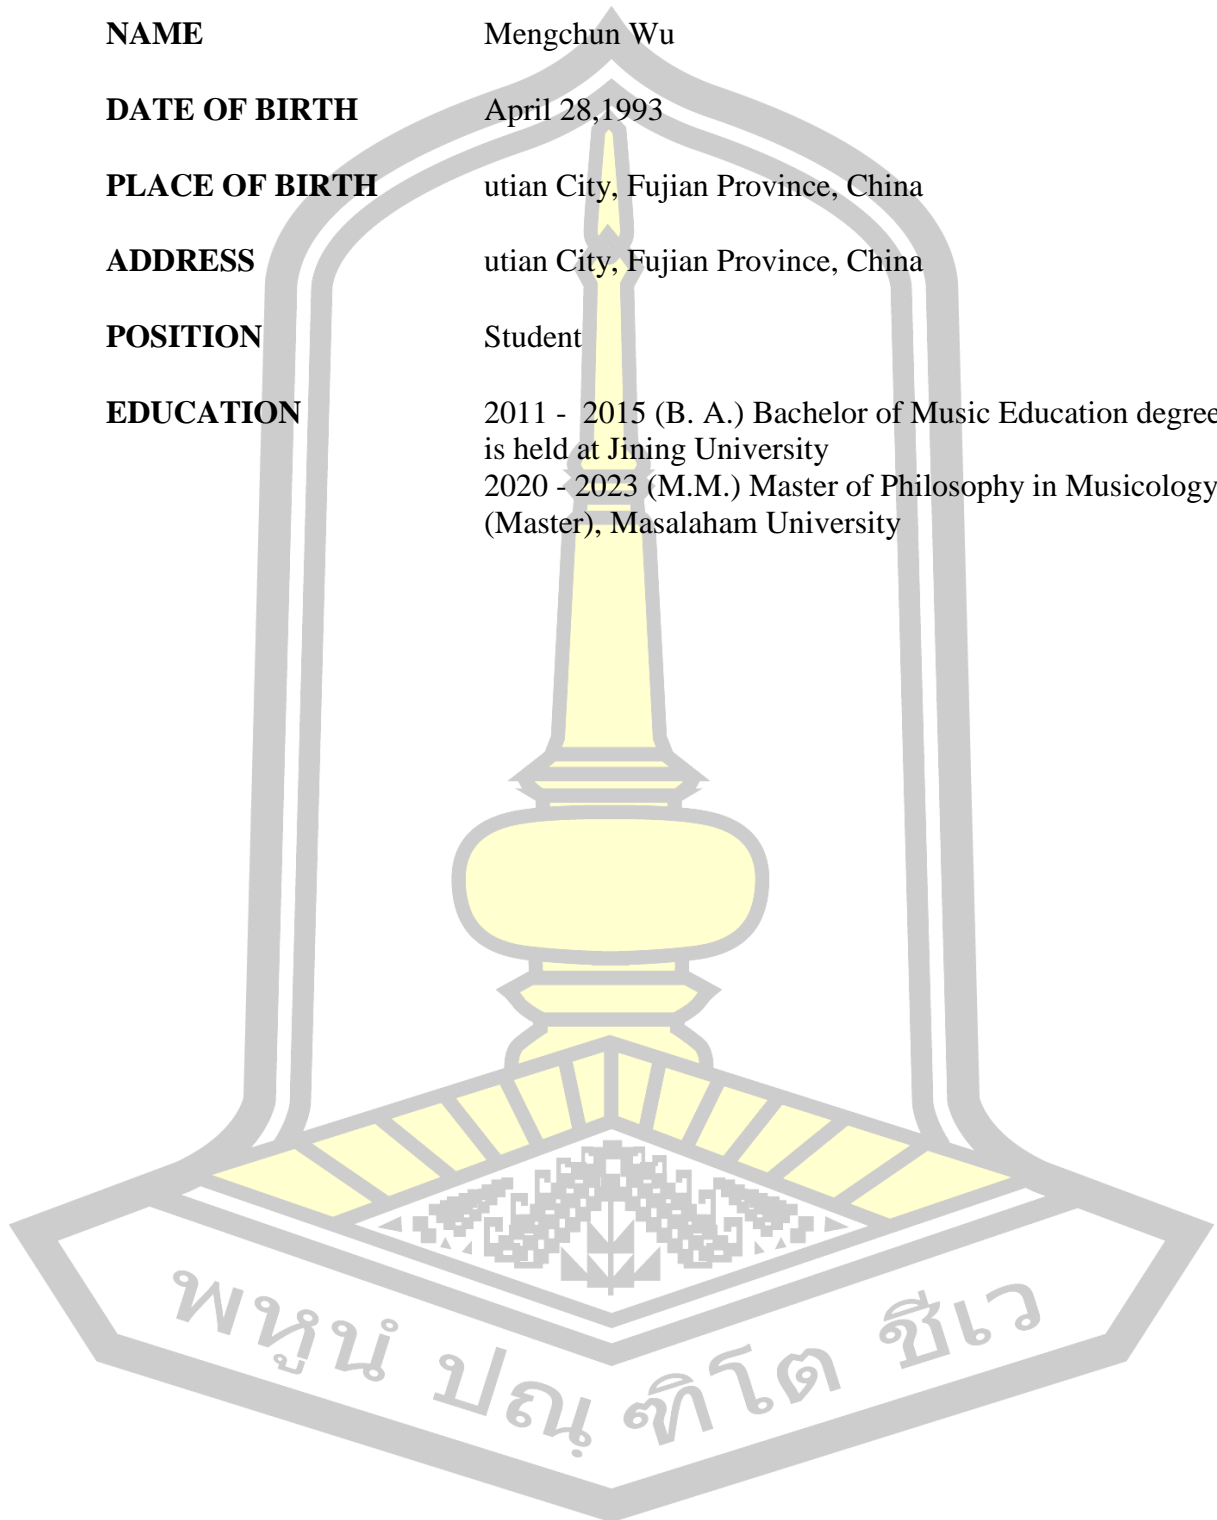 NAME Mengchun Wu
DATE OF BIRTH April 28,1993
PLACE OF BIRTH utian City, Fujian Province, China
ADDRESS utian City, Fujian Province, China
POSITION Student
EDUCATION 2011 -  2015 (B. A.) Bachelor of Music Education degree
is held at Jining University
2020 - 2023 (M.M.) Master of Philosophy in Musicology
(Master), Masalaham University
พหูนํ ปณฺฑิโต ชีเว